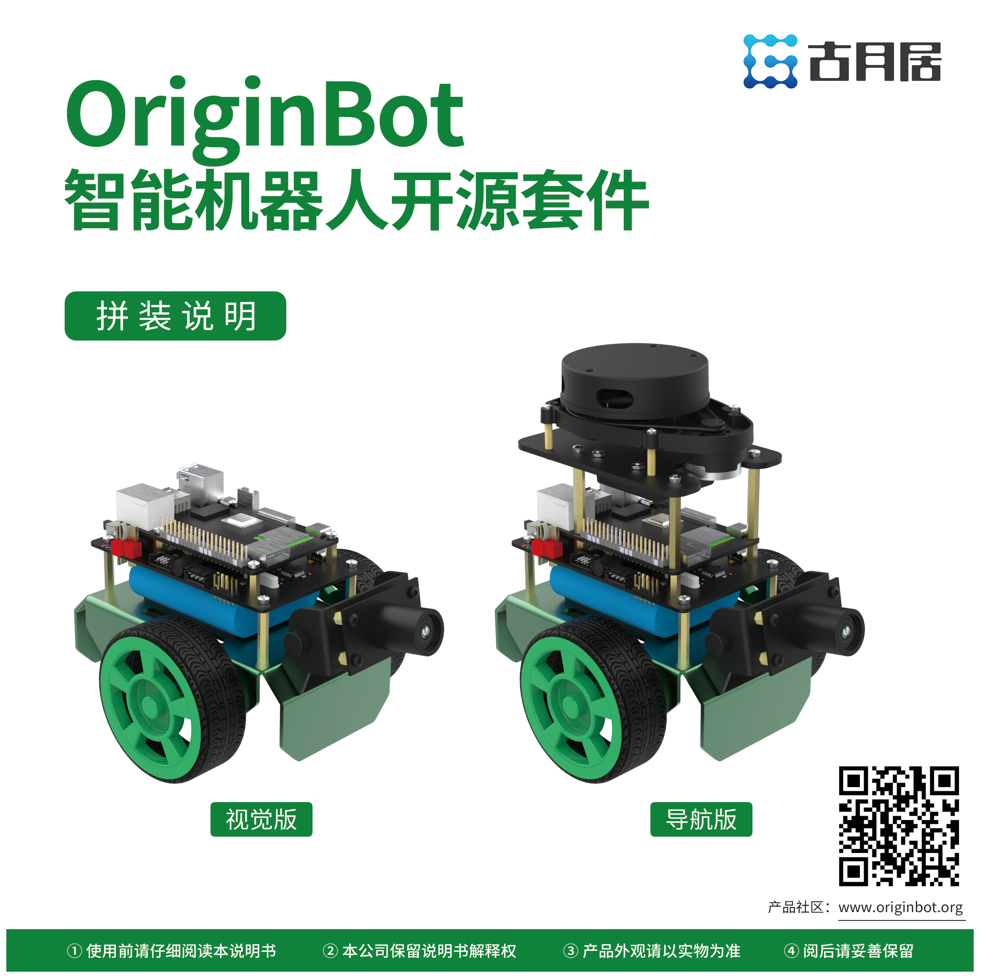 古月居
OriginBot
智能机器人开源套件
拼装说明
视觉版
导航版
产品社区：www.originbot.org
① 使用前请仔细阅读本说明书 ② 本公司保留说明书解释权 ③ 产品外观请以实物为准 ④ 阅后请妥善保留